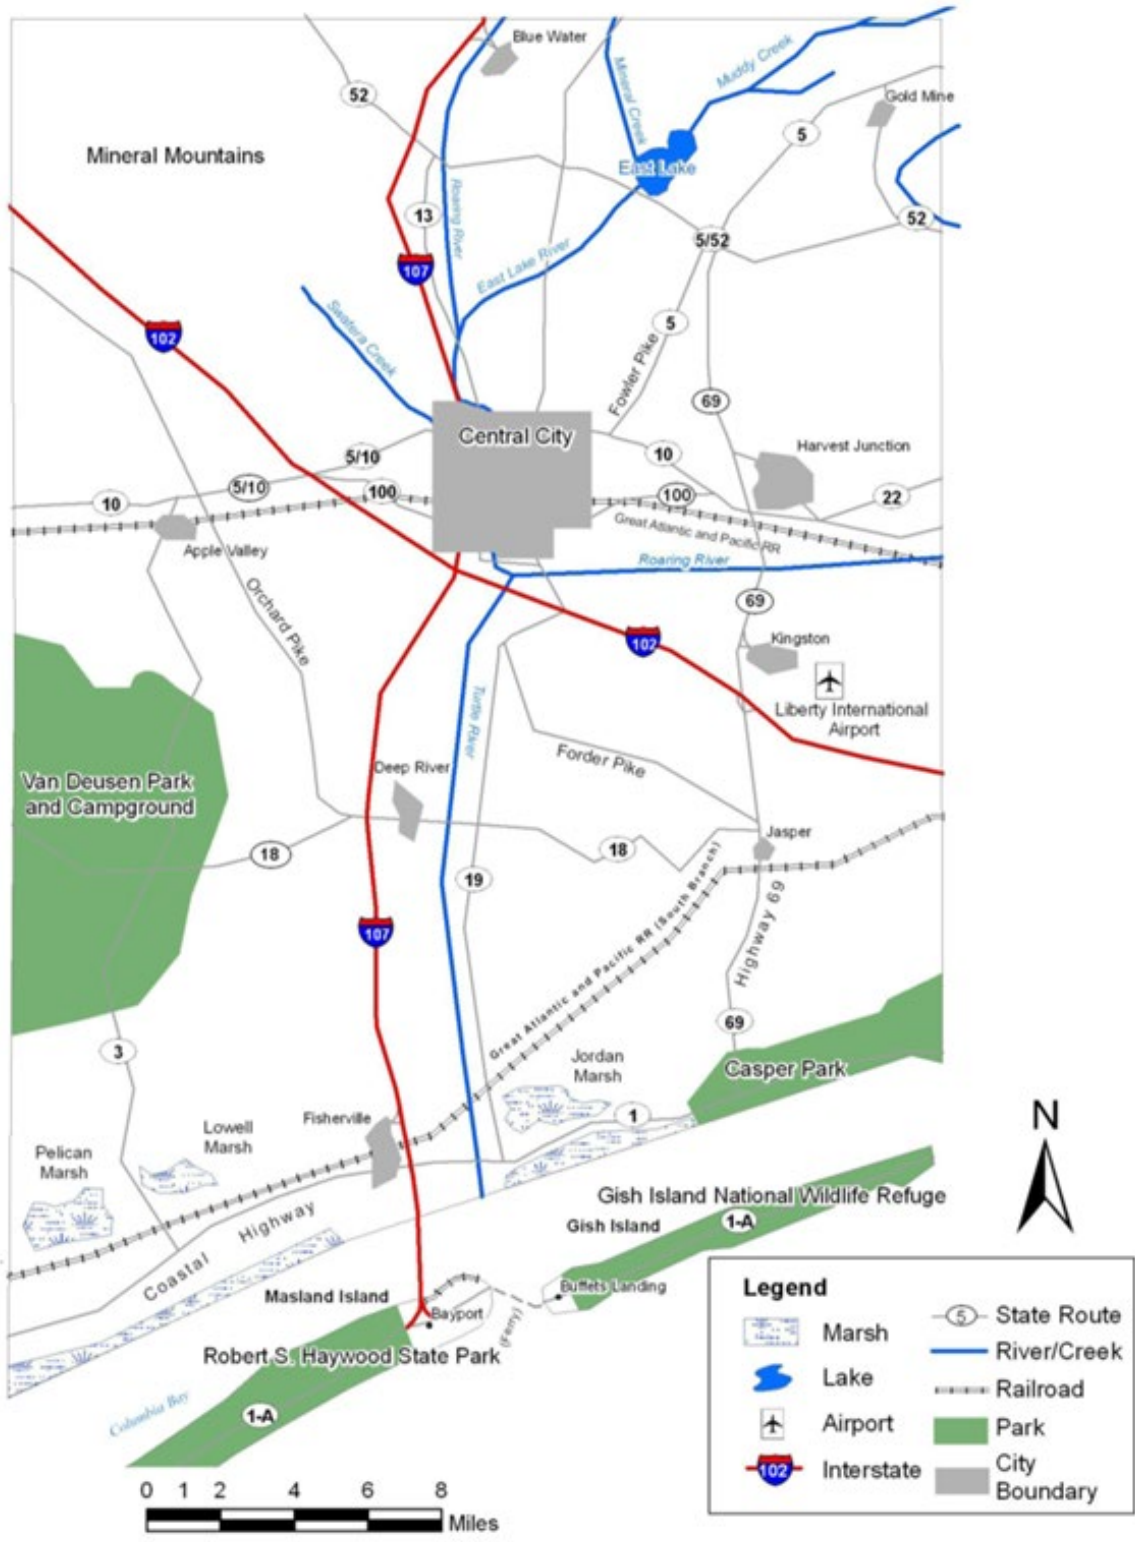 Blue Water
52
Mineral Creek
Muddy Creek
Gold Mine
5
Mineral Mountains
East Lake
13
Roaring River
52
5/52
107
East Lake River
102
Swatera Creek
5
Fowler Pike
69
Central City
Harvest Junction
5/10
10
5/10
100
100
22
10
Great Atlantic and Pacific RR
Apple Valley
Roaring River
Orchard Pike
69
102
Kingston
Liberty International
Airport
Turtle River
Van Deusen Park
and Campground
Deep River
Forder Pike
Jasper
18
18
19
Highway 69
107
Great Atlantic and Pacific RR (South Branch)
69
3
Jordan
Marsh
Casper Park
Fisherville
1
Lowell
Marsh
Pelican
Marsh
Gish Island National Wildlife Refuge
1-A
Gish Island
Coastal Highway
Masland Island
Buffets Landing
Bayport
(Ferry)
Robert S. Haywood State Park
Columbia Bay
1-A
N
0 1 2 4 6 8
Miles
Legend
Marsh
Lake
Airport
102
Interstate
5
State Route
River/Creek
Railroad
Park
City
Boundary